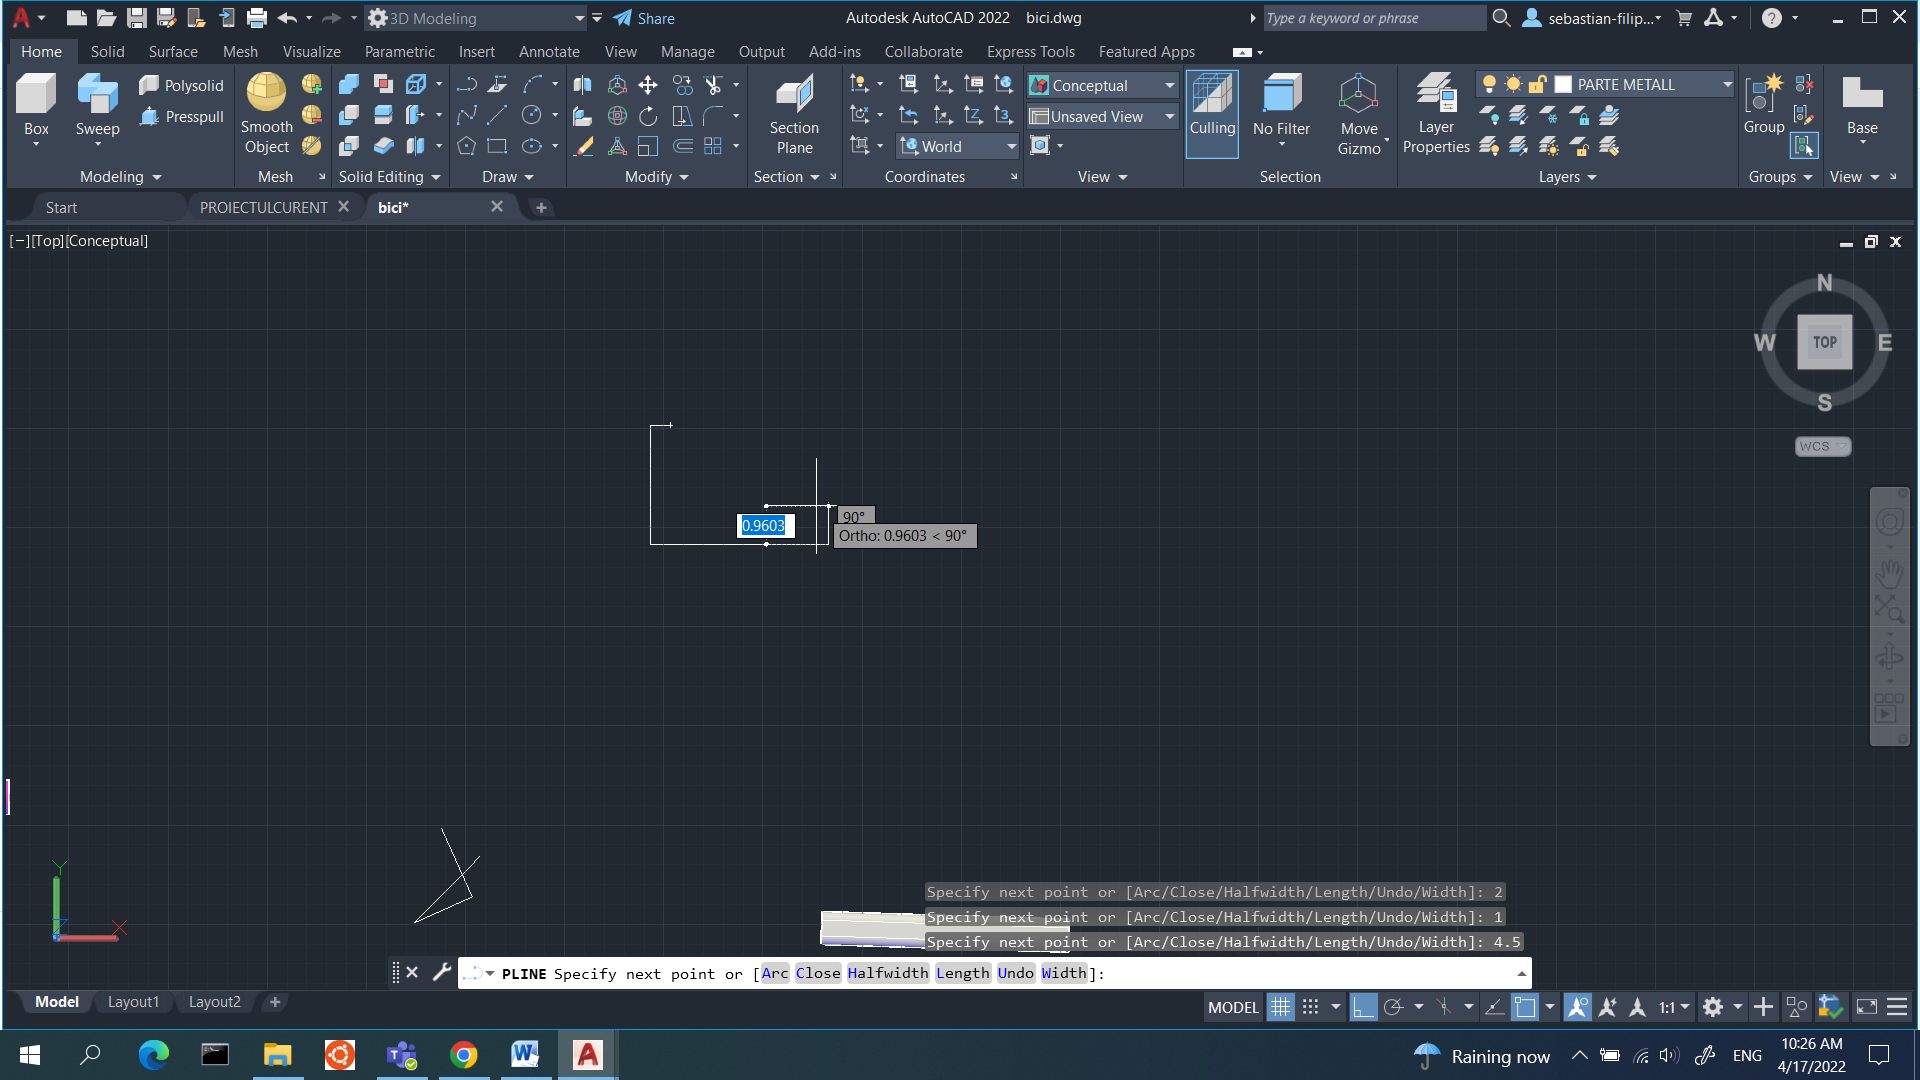 3D Modeling
Share
Autodesk AutoCAD 2022 bici.dwg
Type a keyword or phrase
sebastian-filip...
Home Solid Surface Mesh Visualize Parametric Insert Annotate View Manage Output Add-ins Collaborate Express Tools Featured Apps
Box
Sweep
Polysolid
Presspull
Modeling
Smooth
Object
Mesh
Solid Editing
Draw
Modify
Section
Plane
Section
World
Coordinates
Conceptual
Unsaved View
View
Culling
No Filter
Move
Gizmo
Selection
Layer
Properties
PARTE METALL
Layers
Group
Groups
Base
View
Start
PROIECTULCURENT
bici*
[−][Top][Conceptual]
N
W
TOP
E
S
WCS
0.9603
90°
Ortho: 0.9603 < 90°
Y
Z
X
Specify next point or [Arc/Close/Halfwidth/Length/Undo/Width]: 2
Specify next point or [Arc/Close/Halfwidth/Length/Undo/Width]: 1
Specify next point or [Arc/Close/Halfwidth/Length/Undo/Width]: 4.5
PLINE Specify next point or [Arc Close Halfwidth Length Undo Width]:
Model Layout1 Layout2
MODEL
1:1
Raining now
ENG
10:26 AM
4/17/2022